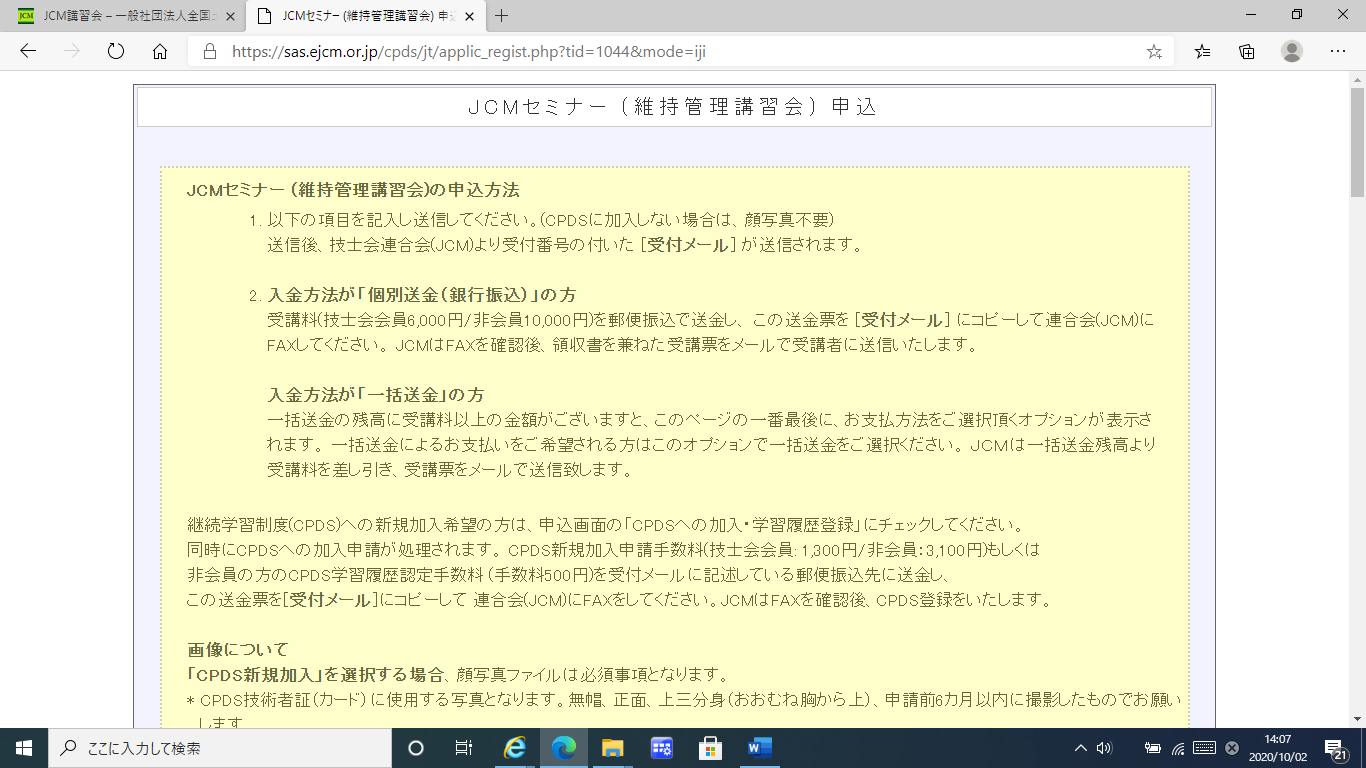 JCM講習会 – 一般社団法人全国
JCMセミナー (維持管理講習会) 申
https://sas.ejcm.or.jp/cpds/jt/applic_regist.php?tid=1044&mode=iji
JCMセミナー（維持管理講習会）申込
JCMセミナー (維持管理講習会)の申込方法
1. 以下の項目を記入し送信してください。(CPDSに加入しない場合は、顔写真不要)
送信後、技士会連合会(JCM)より受付番号の付いた［受付メール］が送信されます。
2. 入金方法が「個別送金（銀行振込）」の方
受講料(技士会会員6,000円/非会員10,000円)を郵便振込で送金し、この送金票を［受付メール］にコピーして連合会(JCM)に
FAXしてください。JCMはFAXを確認後、領収書を兼ねた受講票をメールで受講者に送信いたします。
入金方法が「一括送金」の方
一括送金の残高に受講料以上の金額がございますと、このページの一番最後に、お支払方法をご選択頂くオプションが表示さ
れます。一括送金によるお支払いをご希望される方はこのオプションで一括送金をご選択ください。JCMは一括送金残高より
受講料を差し引き、受講票をメールで送信致します。
継続学習制度(CPDS)への新規加入希望の方は、申込画面の「CPDSへの加入・学習履歴登録」にチェックしてください。
同時にCPDSへの加入申請が処理されます。CPDS新規加入申請手数料(技士会会員: 1,300円/非会員：3,100円)もしくは
非会員の方のCPDS学習履歴認定手数料（手数料500円)を受付メールに記述している郵便振込先に送金し、
この送金票を[受付メール]にコピーして 連合会(JCM)にFAXをしてください。JCMはFAXを確認後、CPDS登録をいたします。
画像について
「CPDS新規加入」を選択する場合、顔写真ファイルは必須事項となります。
* CPDS技術者証（カード）に使用する写真となります。無帽、正面、上三分身（おおむね胸から上）、申請前6カ月以内に撮影したものでお願い
します
ここに入力して検索
14:07
2020/10/02
21